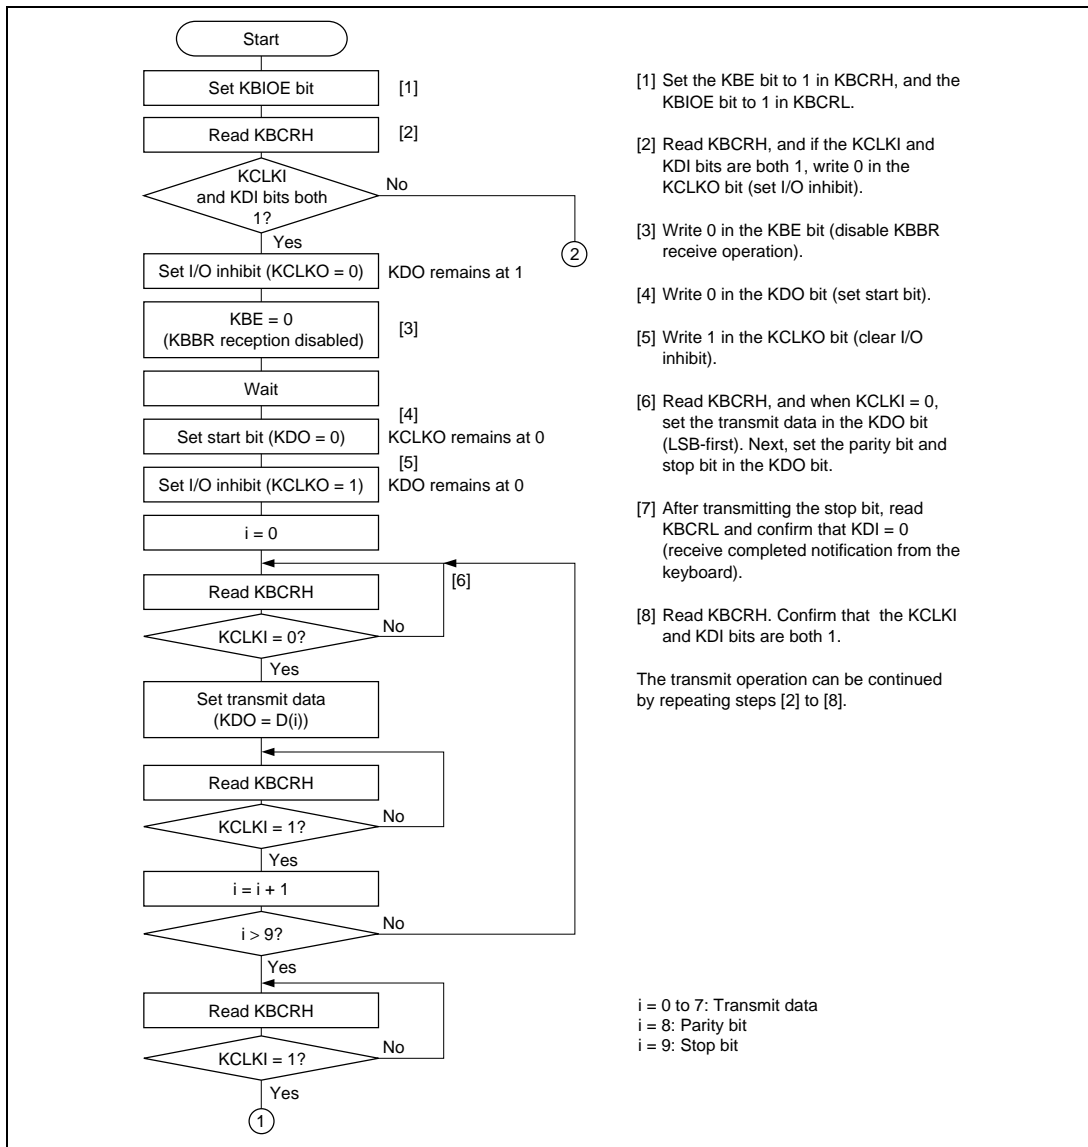 Start
Set KBIOE bit
[1]
Read KBCRH
[2]
KCLKI
and KDI bits both
1?
No
Yes
2
Set I/O inhibit (KCLKO = 0)
KDO remains at 1
KBE = 0
(KBBR reception disabled)
[3]
Wait
[4]
Set start bit (KDO = 0)
KCLKO remains at 0
[5]
Set I/O inhibit (KCLKO = 1)
KDO remains at 0
i = 0
[6]
Read KBCRH
KCLKI = 0?
No
Yes
Set transmit data
(KDO = D(i))
Read KBCRH
KCLKI = 1?
No
Yes
i = i + 1
i > 9?
No
Yes
Read KBCRH
KCLKI = 1?
No
Yes
1
[1] Set the KBE bit to 1 in KBCRH, and the
KBIOE bit to 1 in KBCRL.
[2] Read KBCRH, and if the KCLKI and
KDI bits are both 1, write 0 in the
KCLKO bit (set I/O inhibit).
[3] Write 0 in the KBE bit (disable KBBR
receive operation).
[4] Write 0 in the KDO bit (set start bit).
[5] Write 1 in the KCLKO bit (clear I/O
inhibit).
[6] Read KBCRH, and when KCLKI = 0,
set the transmit data in the KDO bit
(LSB-first). Next, set the parity bit and
stop bit in the KDO bit.
[7] After transmitting the stop bit, read
KBCRL and confirm that KDI = 0
(receive completed notification from the
keyboard).
[8] Read KBCRH. Confirm that the KCLKI
and KDI bits are both 1.
The transmit operation can be continued
by repeating steps [2] to [8].
i = 0 to 7: Transmit data
i = 8: Parity bit
i = 9: Stop bit